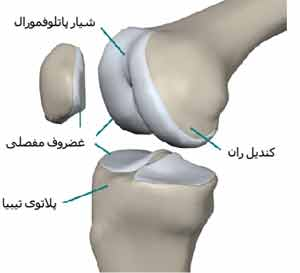 شیار پاتلوفمورال
غضروف مفصلی
کندیل ران
پلاتوی تیبیا